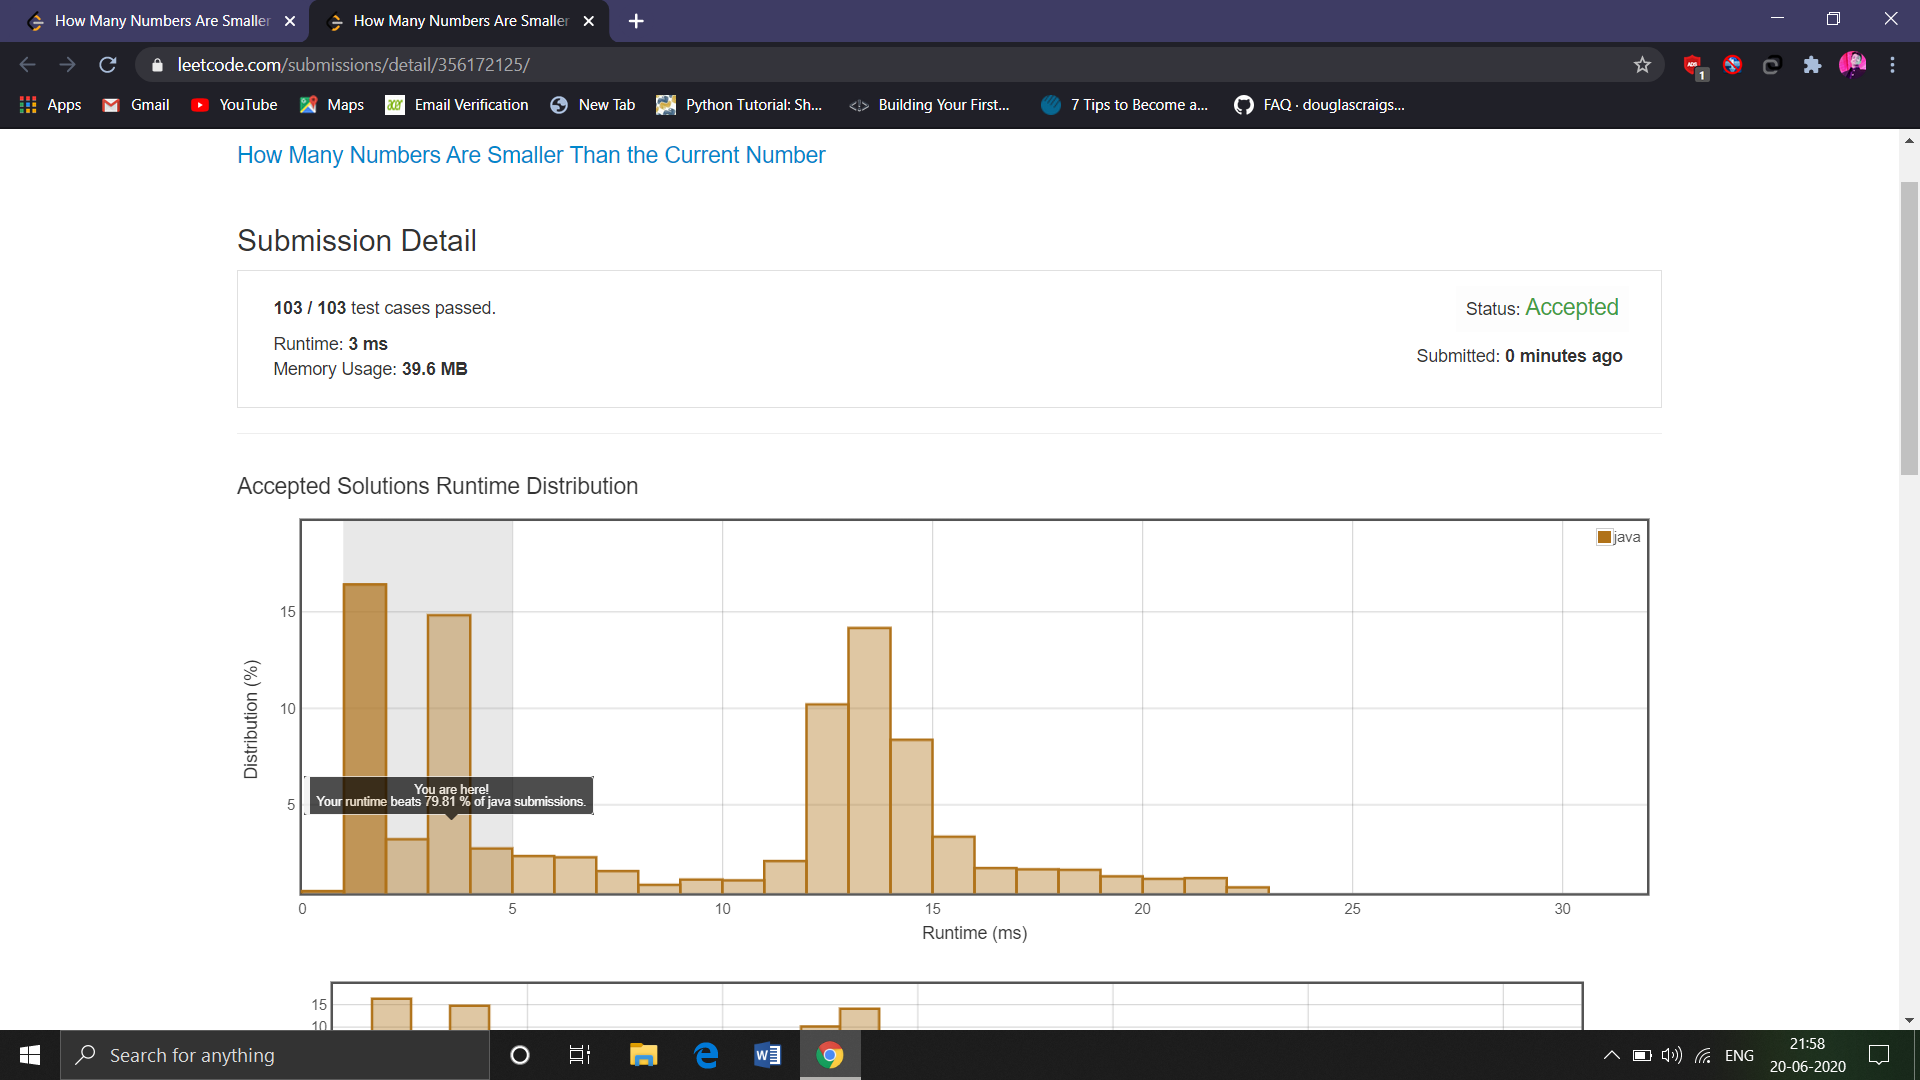 How Many Numbers Are Smaller
How Many Numbers Are Smaller
leetcode.com/submissions/detail/356172125/
ABS
1
Apps
Gmail
YouTube
Maps
acer
Email Verification
New Tab
Python Tutorial: Sh...
Building Your First...
7 Tips to Become a...
FAQ · douglascraigs...
How Many Numbers Are Smaller Than the Current Number
Submission Detail
103 / 103 test cases passed.
Status: Accepted
Runtime: 3 ms
Submitted: 0 minutes ago
Memory Usage: 39.6 MB
Accepted Solutions Runtime Distribution
java
15
10
5
Distribution (%)
You are here!
Your runtime beats 79.81 % of java submissions.
0 5 10 15 20 25 30
Runtime (ms)
15
10
Search for anything
ENG
21:58
20-06-2020